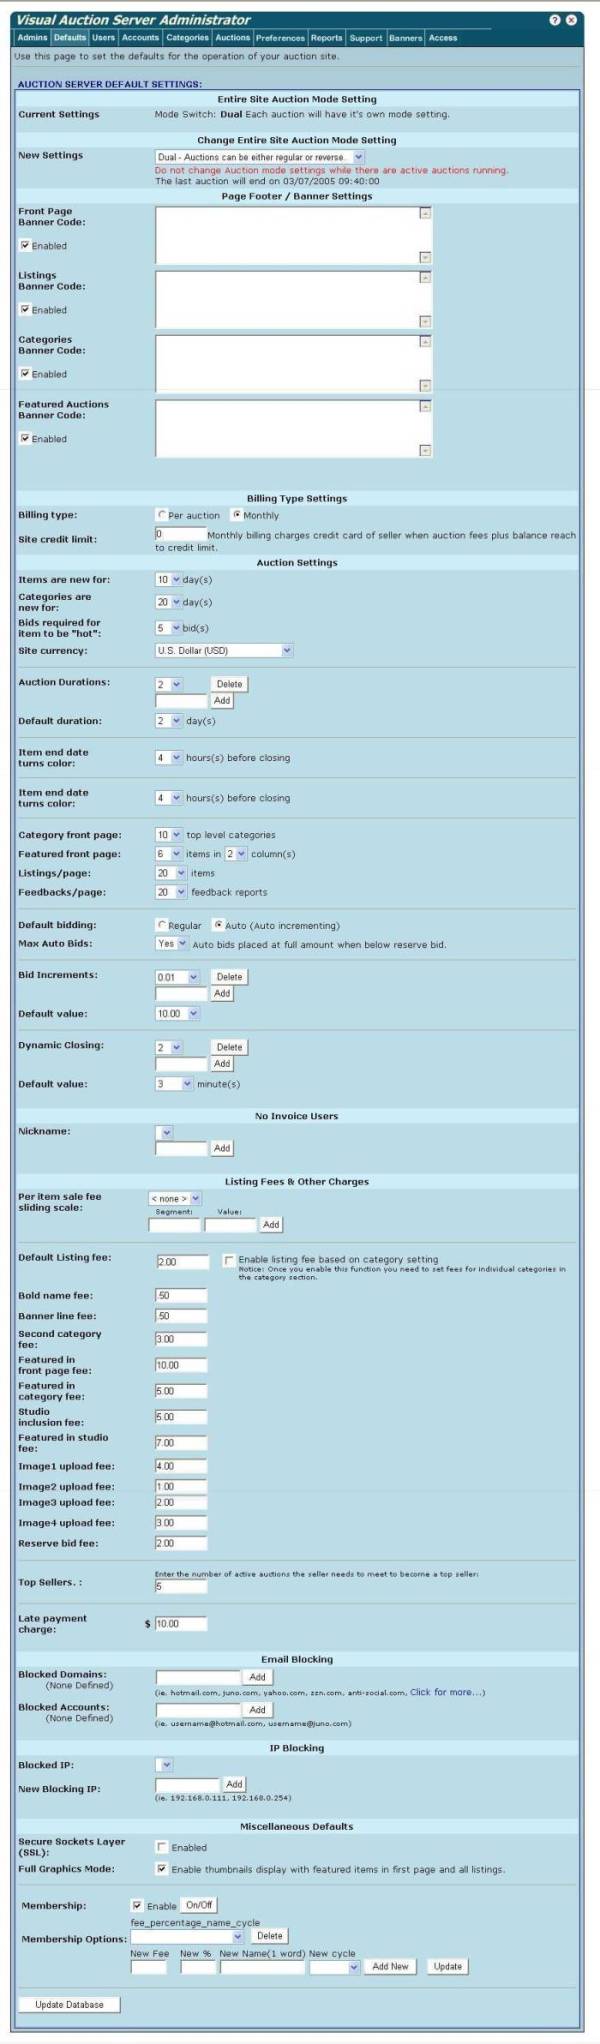 Visual Auction Server Administrator
Admins Defaults Users Accounts Categories Auctions Preferences Reports Support Banners Access
Use this page to set the defaults for the operation of your auction site.
AUCTION SERVER DEFAULT SETTINGS:
Entire Site Auction Mode Setting
Current Settings Mode Switch: Dual Each auction will have it's own mode setting.
Change Entire Site Auction Mode Setting
New Settings Dual - Auctions can be either regular or reverse.
Do not change Auction mode settings while there are active auctions running.
The last auction will end on 03/07/2005 09:40:00
Page Footer / Banner Settings
Front Page
Banner Code:
Enabled
Listings
Banner Code:
Enabled
Categories
Banner Code:
Enabled
Featured Auctions
Banner Code:
Enabled
Billing Type Settings
Billing type: Per auction Monthly
Site credit limit: 0 Monthly billing charges credit card of seller when auction fees plus balance reach
to credit limit.
Auction Settings
Items are new for: 10 day(s)
Categories are
new for: 20 day(s)
Bids required for
item to be "hot": 5 bid(s)
Site currency: U.S. Dollar (USD)
Auction Durations: 2 Delete
Add
Default duration: 2 day(s)
Item end date
turns color: 4 hours(s) before closing
Item end date
turns color: 4 hours(s) before closing
Category front page: 10 top level categories
Featured front page: 6 items in 2 column(s)
Listings/page: 20 items
Feedbacks/page: 20 feedback reports
Default bidding: Regular Auto (Auto incrementing)
Max Auto Bids: Yes Auto bids placed at full amount when below reserve bid.
Bid Increments: 0.01 Delete
Add
Default value: 10.00
Dynamic Closing: 2 Delete
Add
Default value: 3 minute(s)
No Invoice Users
Nickname:
Add
Listing Fees & Other Charges
Per item sale fee
sliding scale: < none >
Segment: Value:
Add
Default Listing fee: 2.00 Enable listing fee based on category setting
Notice: Once you enable this function you need to set fees for individual categories in
the category section.
Bold name fee: .50
Banner line fee: .50
Second category
fee: 3.00
Featured in
front page fee: 10.00
Featured in
category fee: 5.00
Studio
inclusion fee: 5.00
Featured in studio
fee: 7.00
Image1 upload fee: 4.00
Image2 upload fee: 1.00
Image3 upload fee: 2.00
Image4 upload fee: 3.00
Reserve bid fee: 2.00
Enter the number of active auctions the seller needs to meet to become a top seller:
Top Sellers. : 5
Late payment
charge: $ 10.00
Email Blocking
Blocked Domains: Add
(None Defined)
(ie. hotmail.com, juno.com, yahoo.com, zzn.com, anti-social.com, Click for more...)
Blocked Accounts: Add
(None Defined)
(ie. username@hotmail.com, username@juno.com)
IP Blocking
Blocked IP:
New Blocking IP: Add
(ie. 192.168.0.111, 192.168.0.254)
Miscellaneous Defaults
Secure Sockets Layer
(SSL): Enabled
Full Graphics Mode: Enable thumbnails display with featured items in first page and all listings.
Membership: Enable On/Off
fee_percentage_name_cycle
Membership Options: Delete
New Fee New % New Name(1 word) New cycle
Add New Update
Update Database